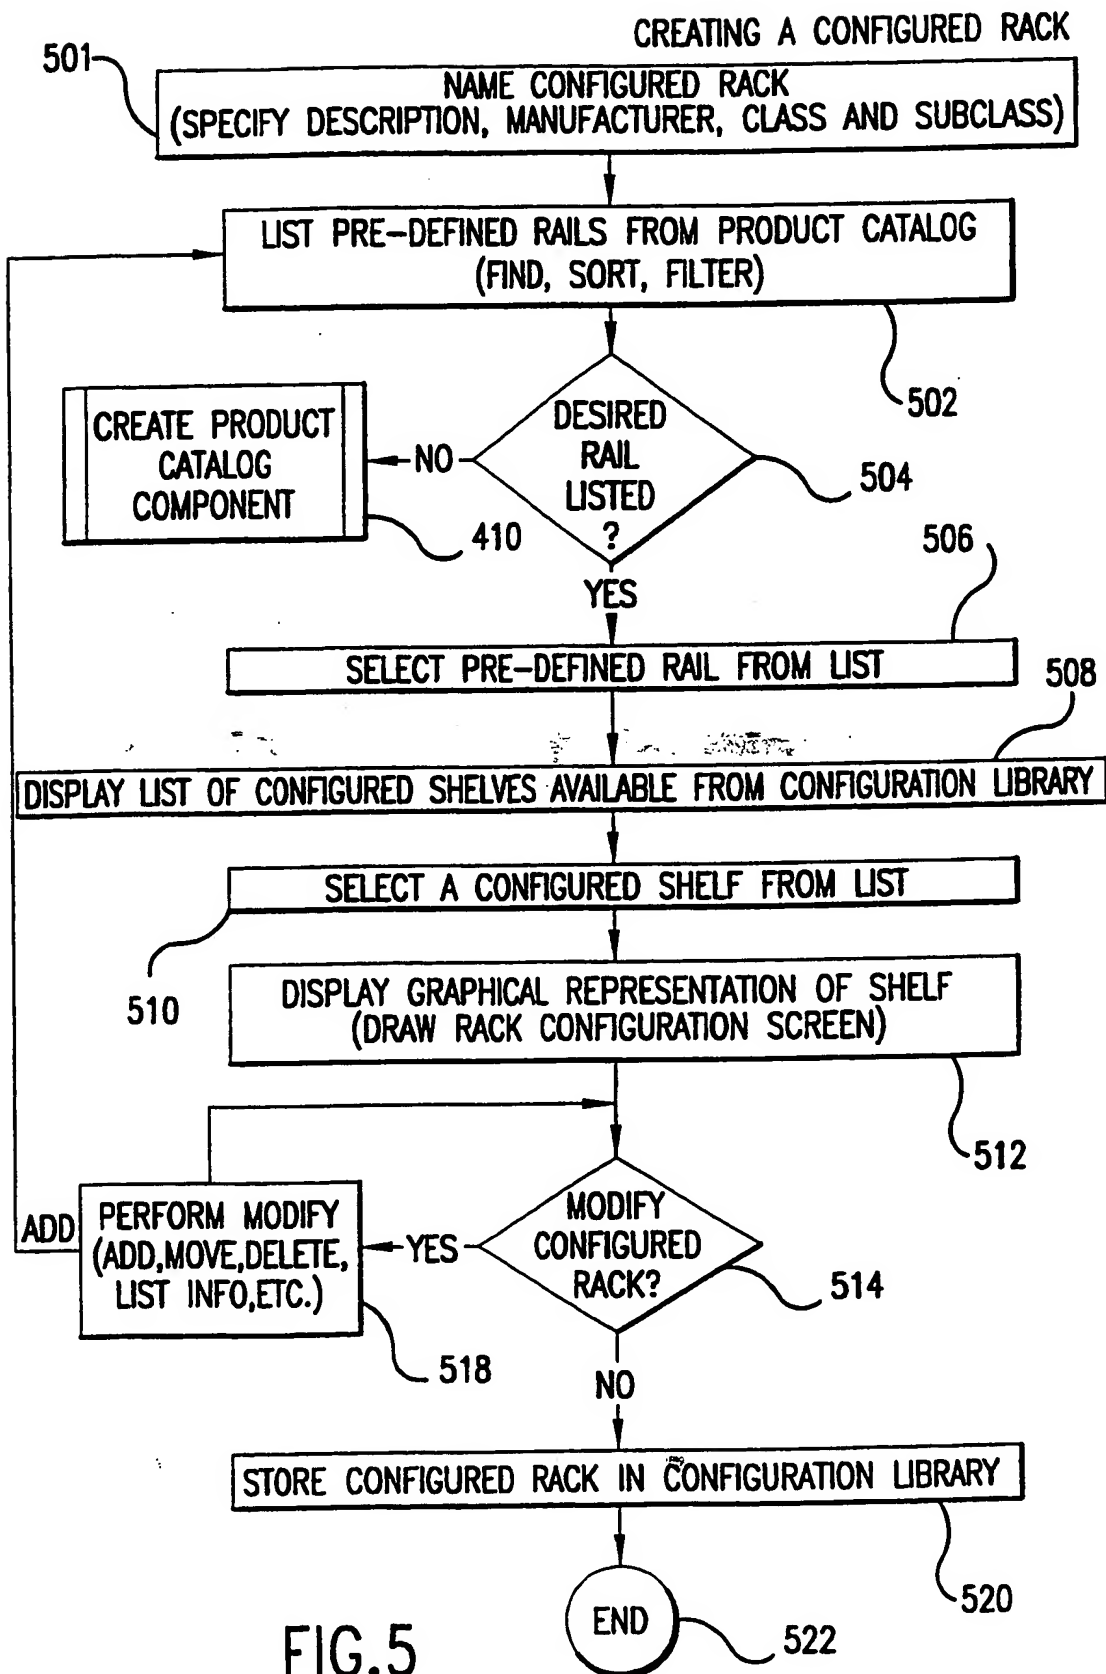 CREATING A CONFIGURED RACK
501
NAME CONFIGURED RACK
(SPECIFY DESCRIPTION, MANUFACTURER, CLASS AND SUBCLASS)
LIST PRE-DEFINED RAILS FROM PRODUCT CATALOG
(FIND, SORT, FILTER)
502
DESIRED
RAIL
LISTED
?
504
NO
CREATE PRODUCT
CATALOG
COMPONENT
410
YES
506
SELECT PRE-DEFINED RAIL FROM LIST
508
DISPLAY LIST OF CONFIGURED SHELVES AVAILABLE FROM CONFIGURATION LIBRARY
SELECT A CONFIGURED SHELF FROM LIST
510
DISPLAY GRAPHICAL REPRESENTATION OF SHELF
(DRAW RACK CONFIGURATION SCREEN)
512
MODIFY
CONFIGURED
RACK?
514
YES
ADD
PERFORM MODIFY
(ADD,MOVE,DELETE,
LIST INFO,ETC.)
518
NO
STORE CONFIGURED RACK IN CONFIGURATION LIBRARY
520
END
522
FIG.5